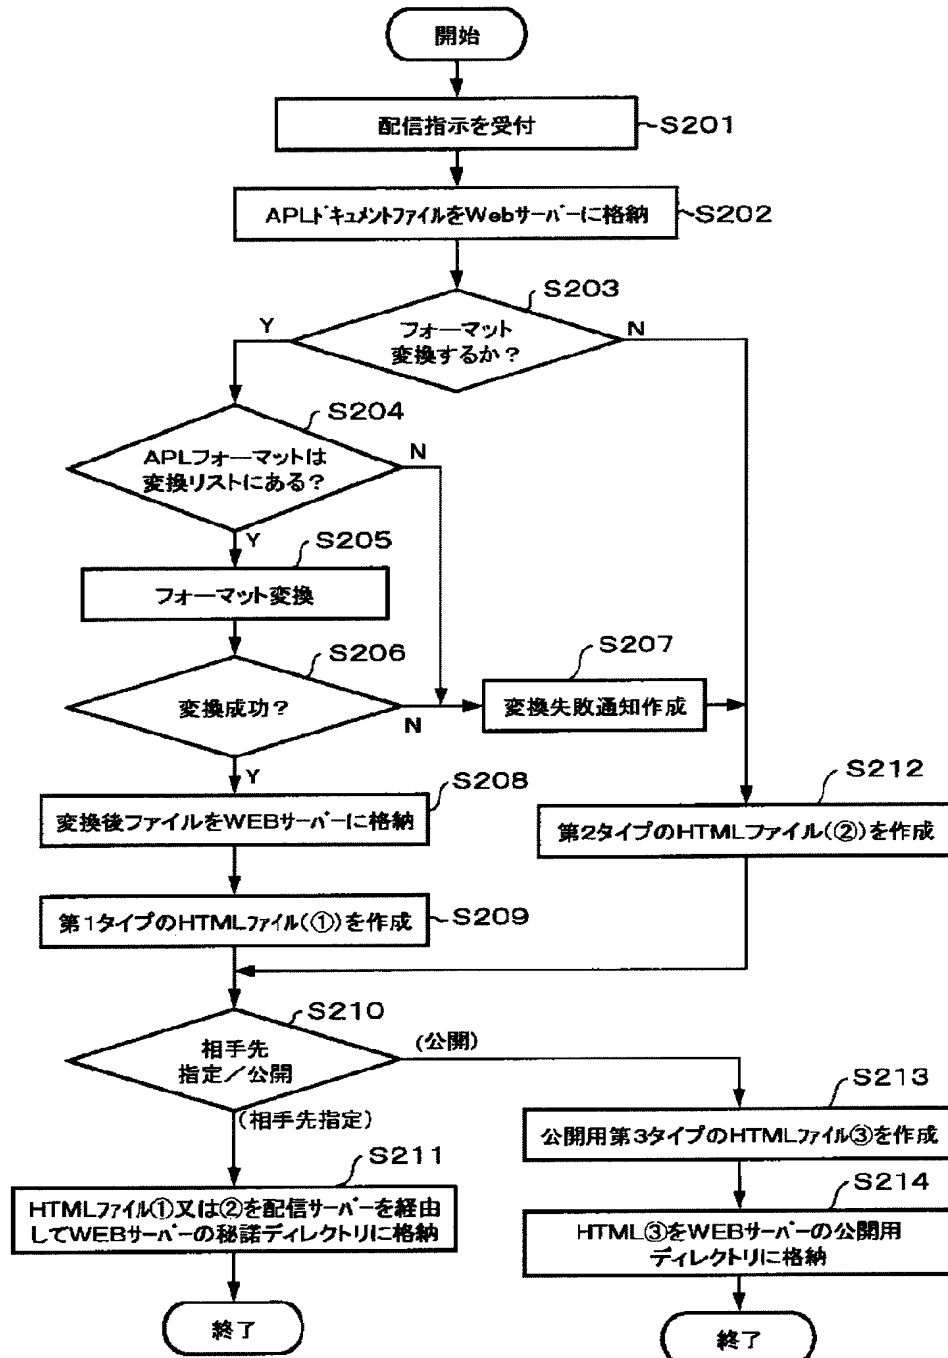 開始
配信指示を受付
S201
APLドキュメントファイルをWebサーバーに格納
S202
S203
フォーマット
変換するか?
Y
N
S204
APLフォーマットは
変換リストにある?
N
Y
S205
フォーマット変換
S206
変換成功?
N
S207
変換失敗通知作成
Y
S208
変換後ファイルをWEBサーバーに格納
S212
第2タイプのHTMLファイル(②)を作成
第1タイプのHTMLファイル(①)を作成
S209
S210
相手先
指定/公開
(公開)
(相手先指定)
S213
公開用第3タイプのHTMLファイル③を作成
S211
HTMLファイル①又は②を配信サーバーを経由
してWEBサーバーの秘諾ディレクトリに格納
S214
HTML③をWEBサーバーの公開用
ディレクトリに格納
終了
終了